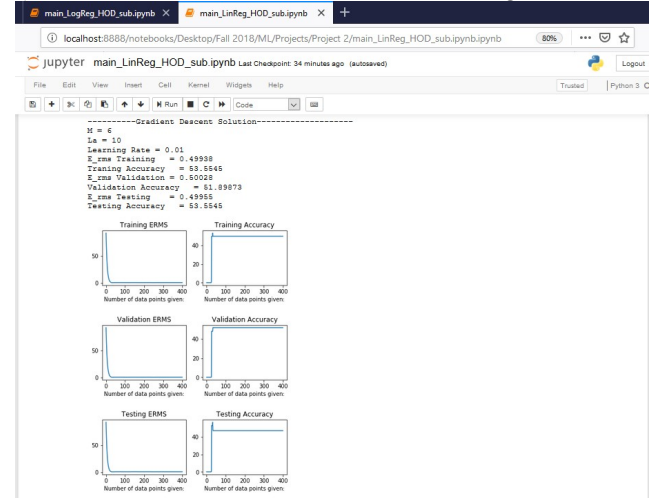 main_LogReg_HOD_sub.ipynb × main_LinReg_HOD_sub.ipynb × +
localhost:8888/notebooks/Desktop/Fall 2018/ML/Projects/Project 2/main_LinReg_HOD_sub.ipynb.ipynb 80%
jupyter main_LinReg_HOD_sub.ipynb Last Checkpoint: 34 minutes ago (autosaved) Logout
File Edit View Insert Cell Kernel Widgets Help Trusted Python 3
Run Code
----------Gradient Descent Solution--------------------
M = 6
La = 10
Learning Rate = 0.01
E_rms Training = 0.49938
Traning Accuracy = 53.5545
E_rms Validation = 0.50028
Validation Accuracy = 51.89873
E_rms Testing = 0.49955
Testing Accuracy = 53.5545
Training ERMS Training Accuracy
50 40
20
0 0
0 100 200 300 400 0 100 200 300 400
Number of data points given: Number of data points given:
Validation ERMS Validation Accuracy
50 40
20
0 0
0 100 200 300 400 0 100 200 300 400
Number of data points given: Number of data points given:
Testing ERMS Testing Accuracy
50 40
20
0 0
0 100 200 300 400 0 100 200 300 400
Number of data points given: Number of data points given: